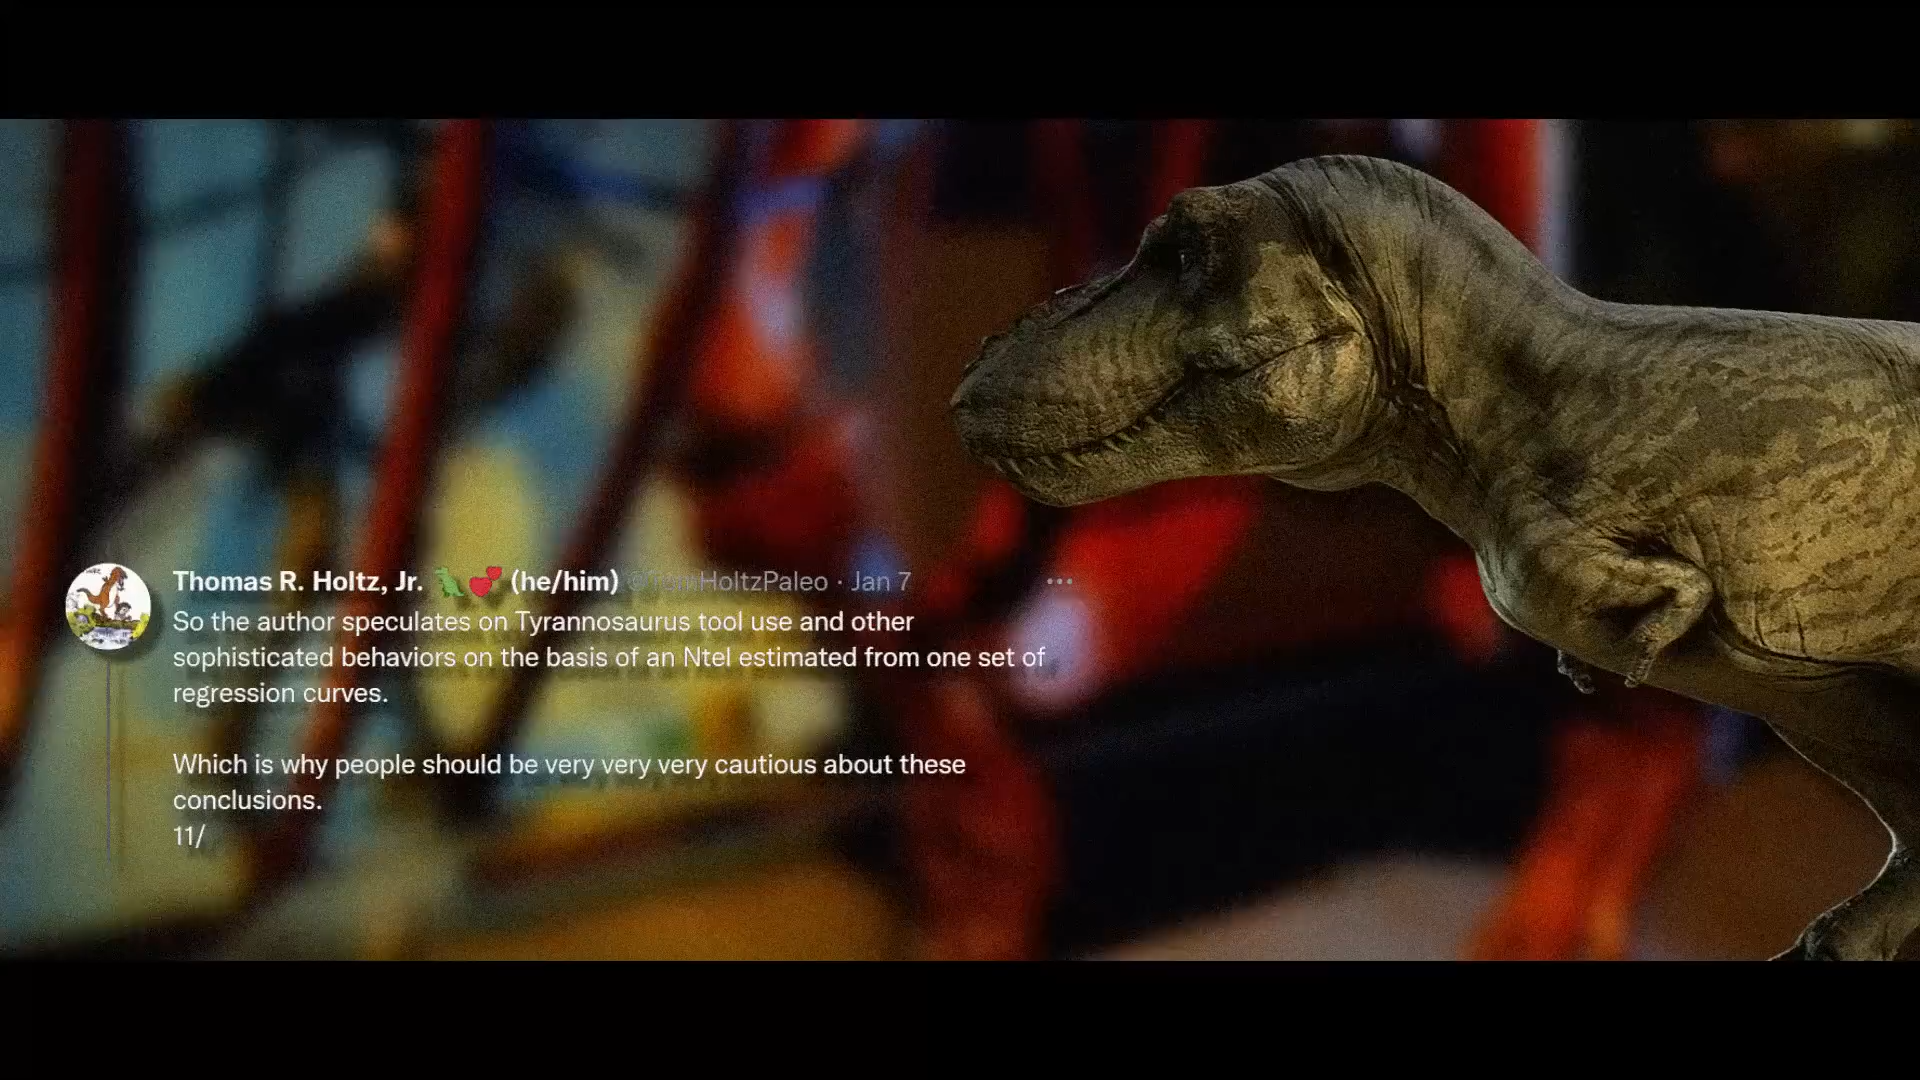 Thomas R. Holtz, Jr. 🦖💕 (he/him) @TomHoltzPaleo · Jan 7
So the author speculates on Tyrannosaurus tool use and other
sophisticated behaviors on the basis of an Ntel estimated from one set of
regression curves.
Which is why people should be very very very cautious about these
conclusions.
11/